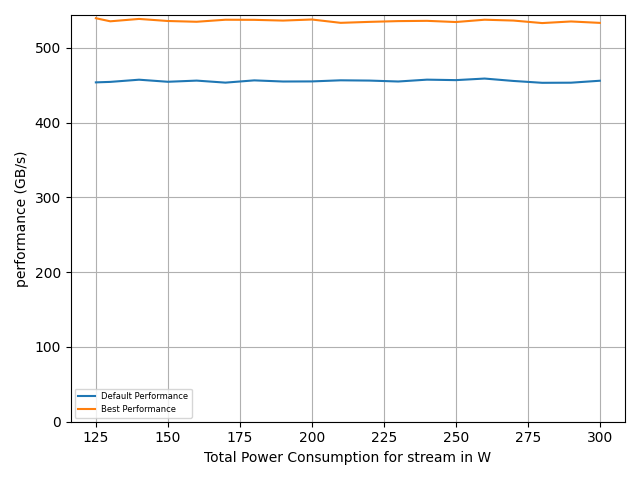 performance (GB/s)
500
400
300
200
100
0
Default Performance
Best Performance
125 150 175 200 225 250 275 300
Total Power Consumption for stream in W